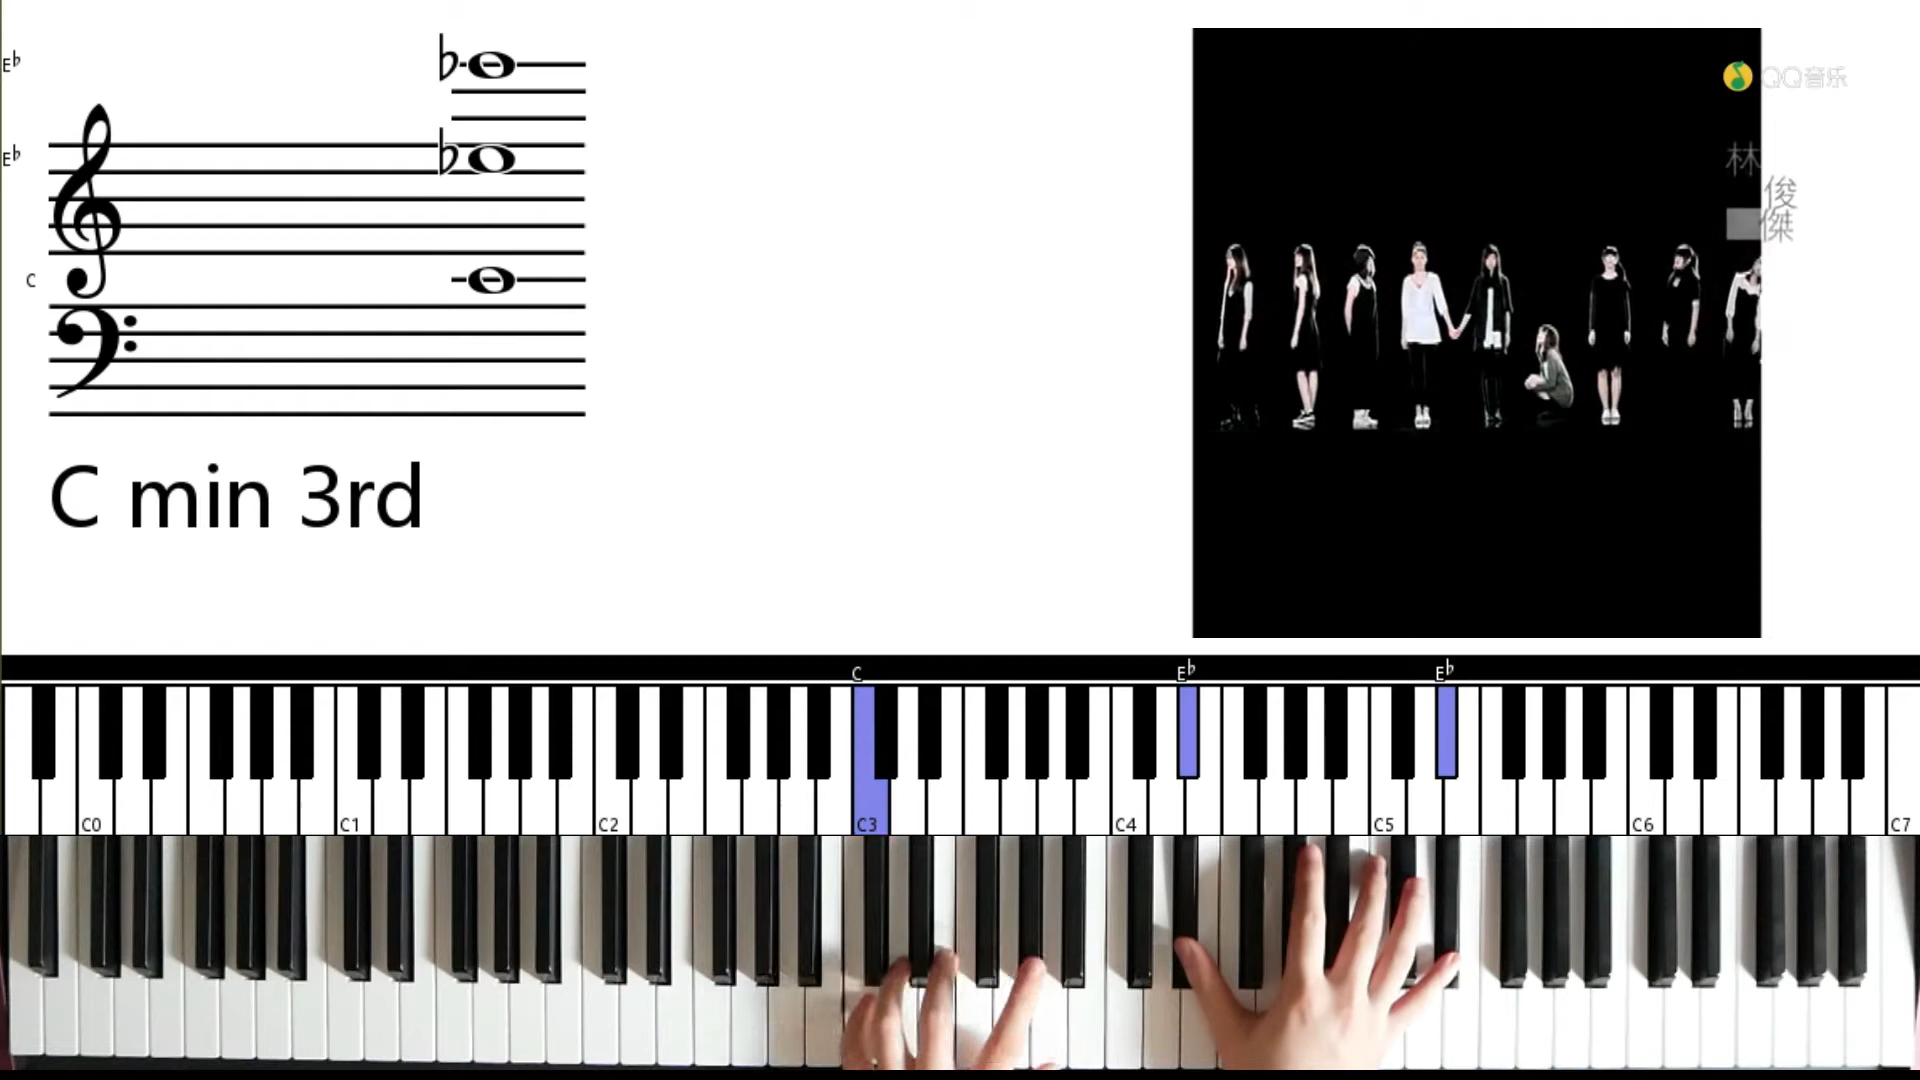 E♭
E♭
C
C min 3rd
QQ音乐
林
俊
傑
C
E♭
E♭
C0
C1
C2
C3
C4
C5
C6
C7